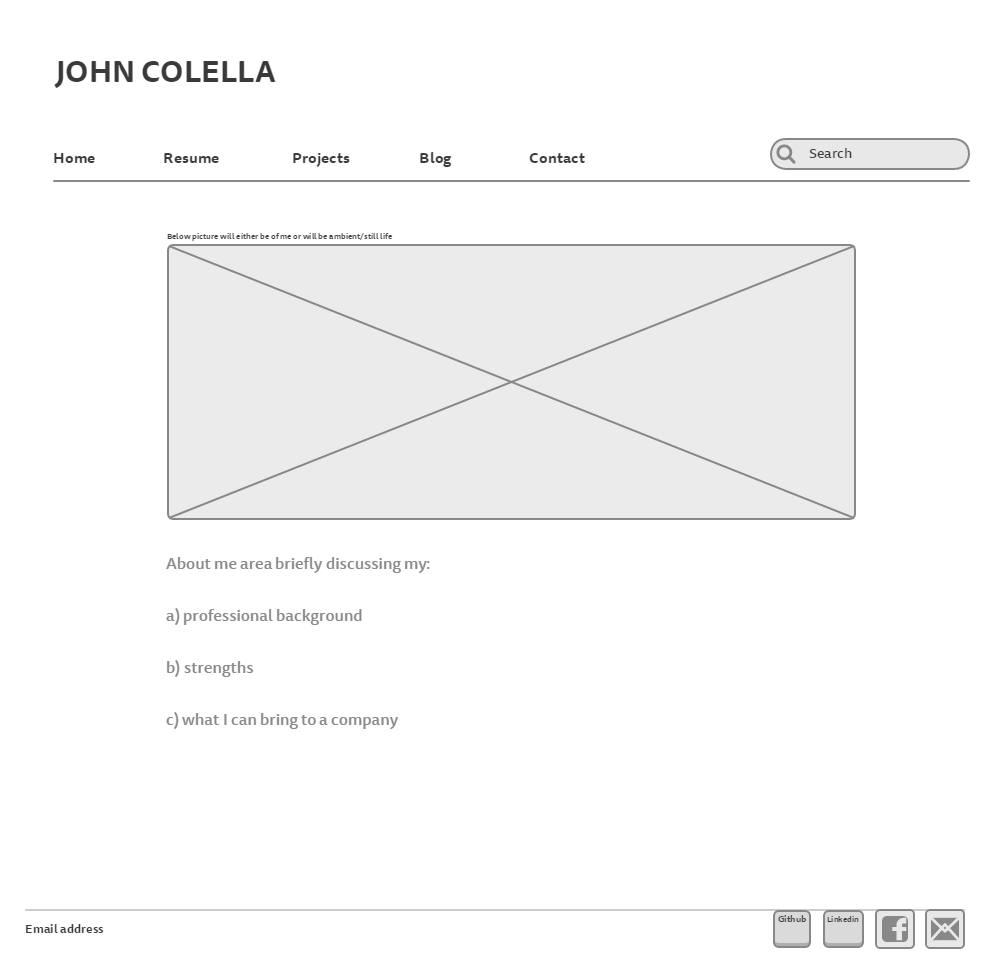 JOHN COLELLA
Home Resume Projects Blog Contact Search
Below picture will either be of me or will be ambient/still life
About me area briefly discussing my:
a) professional background
b) strengths
c) what I can bring to a company
Email address Github Linkedin